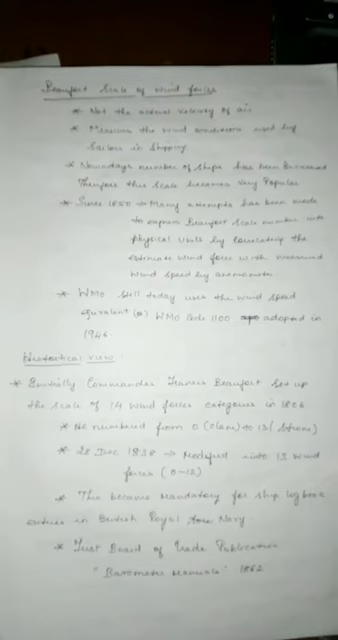 Beaufort Scale of wind forces
* Not the actual velocity of air
* Measures the wind conditions used by
Sailors in Shipping
* Nowadays number of ships has been increased
Therefore this scale becomes very Popular
* Since 1850 → Many attempts has been made
to express Beaufort Scale number into
physical units by correlating the
estimate wind force with measured
wind speed by anemometer
* WMO still today uses the wind speed
equivalent (or) WMO Code 1100 adopted in
1946.
Historical view :
* Initially Commander Francis Beaufort set up
the scale of 14 wind forces categories in 1806
* He numbered from 0 (calm) to 13 (storm)
* 28 Dec 1838 → Modified into 13 wind
forces (0-12)
* This became Mandatory for ship log book
entries in British Royal Navy
* First Board of Trade Publication
"Barometer Manuals" 1862